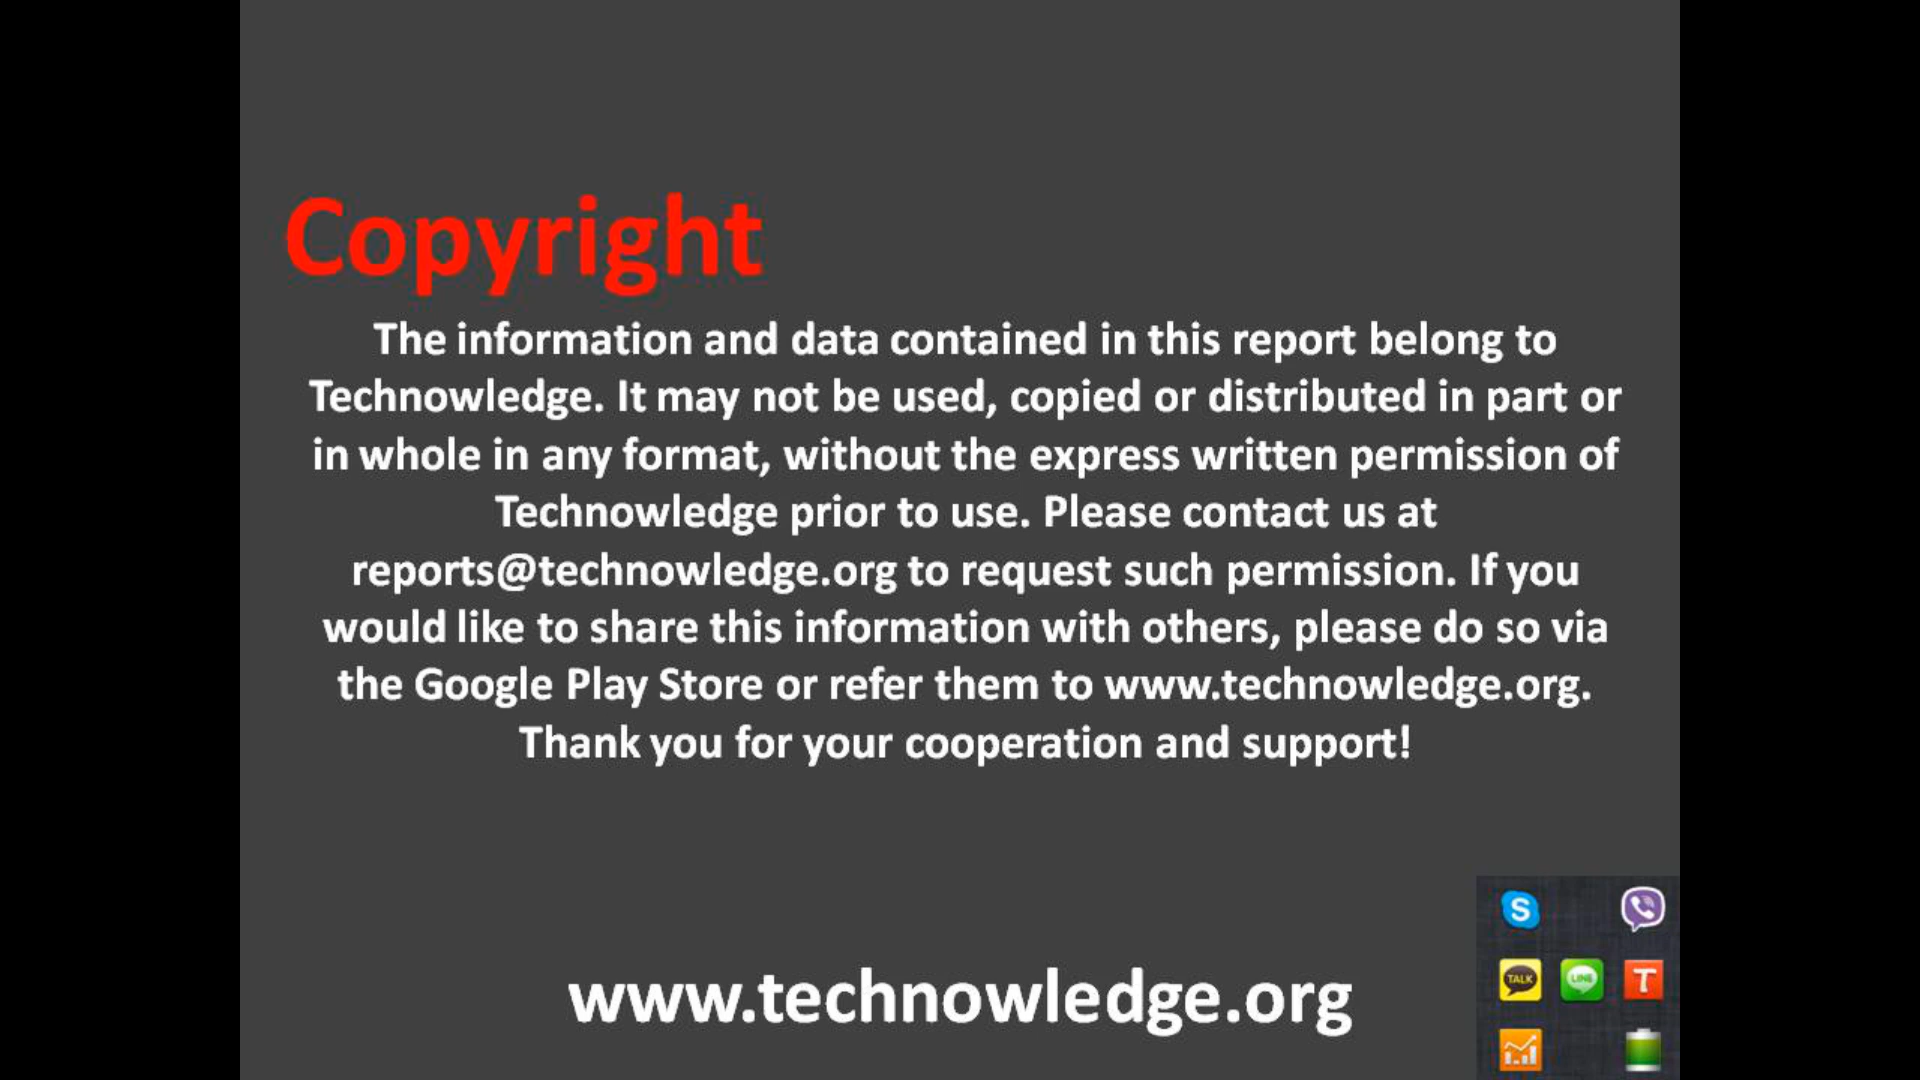 Copyright
The information and data contained in this report belong to
Technowledge. It may not be used, copied or distributed in part or
in whole in any format, without the express written permission of
Technowledge prior to use. Please contact us at
reports@technowledge.org to request such permission. If you
would like to share this information with others, please do so via
the Google Play Store or refer them to www.technowledge.org.
Thank you for your cooperation and support!
S
TALK LINE T
www.technowledge.org